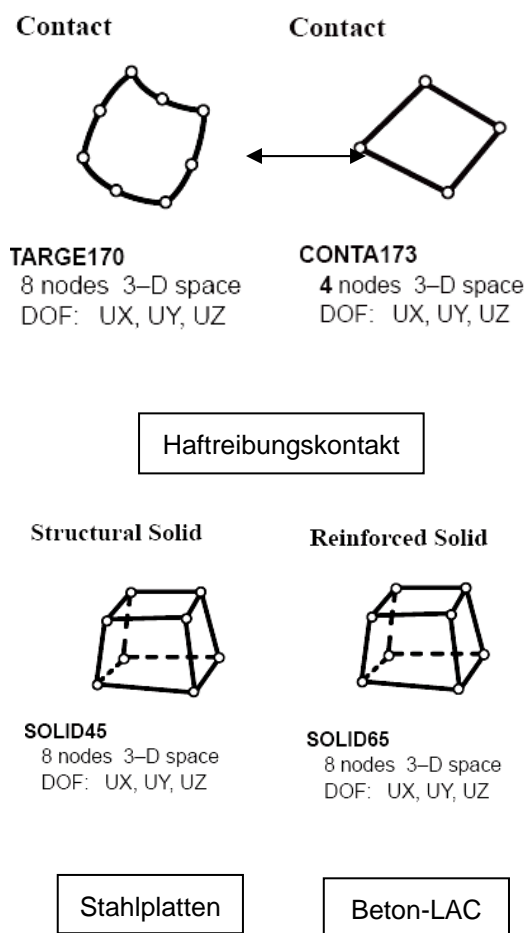 Contact
Contact
TARGE170
8 nodes 3–D space
DOF: UX, UY, UZ
CONTA173
4 nodes 3–D space
DOF: UX, UY, UZ
Haftreibungskontakt
Structural Solid
Reinforced Solid
SOLID45
8 nodes 3–D space
DOF: UX, UY, UZ
SOLID65
8 nodes 3–D space
DOF: UX, UY, UZ
Stahlplatten
Beton-LAC